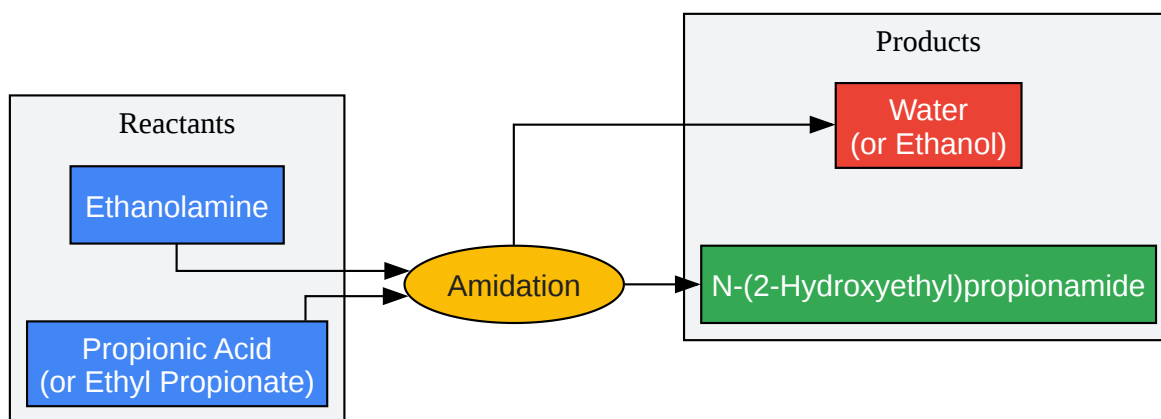 Reactants
Ethanolamine
Propionic Acid
(or Ethyl Propionate)
Amidation
Products
Water
(or Ethanol)
N-(2-Hydroxyethyl)propionamide